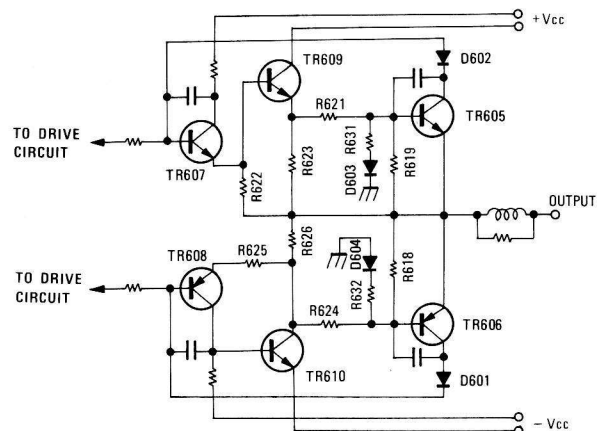 +Vcc
TR609
D602
R621
TR605
TO DRIVE
CIRCUIT
R631
R619
R623
D603
TR607
R622
OUTPUT
R626
D604
TR608
R625
R618
TO DRIVE
CIRCUIT
R632
R624
TR606
TR610
D601
- Vcc